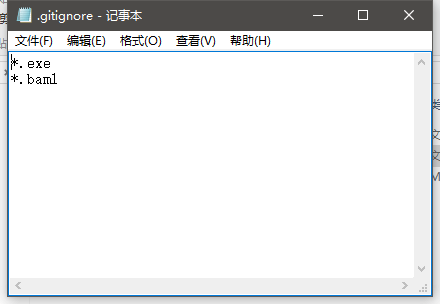 .gitignore - 记事本
文件(F) 编辑(E) 格式(O) 查看(V) 帮助(H)
*.exe
*.baml